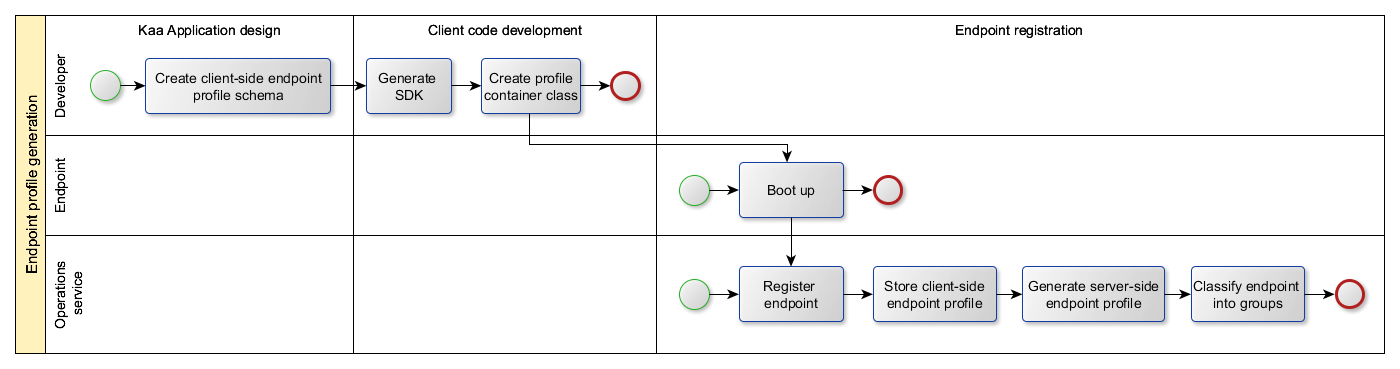 Kaa Application design
Client code development
Endpoint registration
Endpoint profile generation
Developer
Create client-side endpoint
profile schema
Generate
SDK
Create profile
container class
Endpoint
Boot up
Operations
service
Register
endpoint
Store client-side
endpoint profile
Generate server-side
endpoint profile
Classify endpoint
into groups